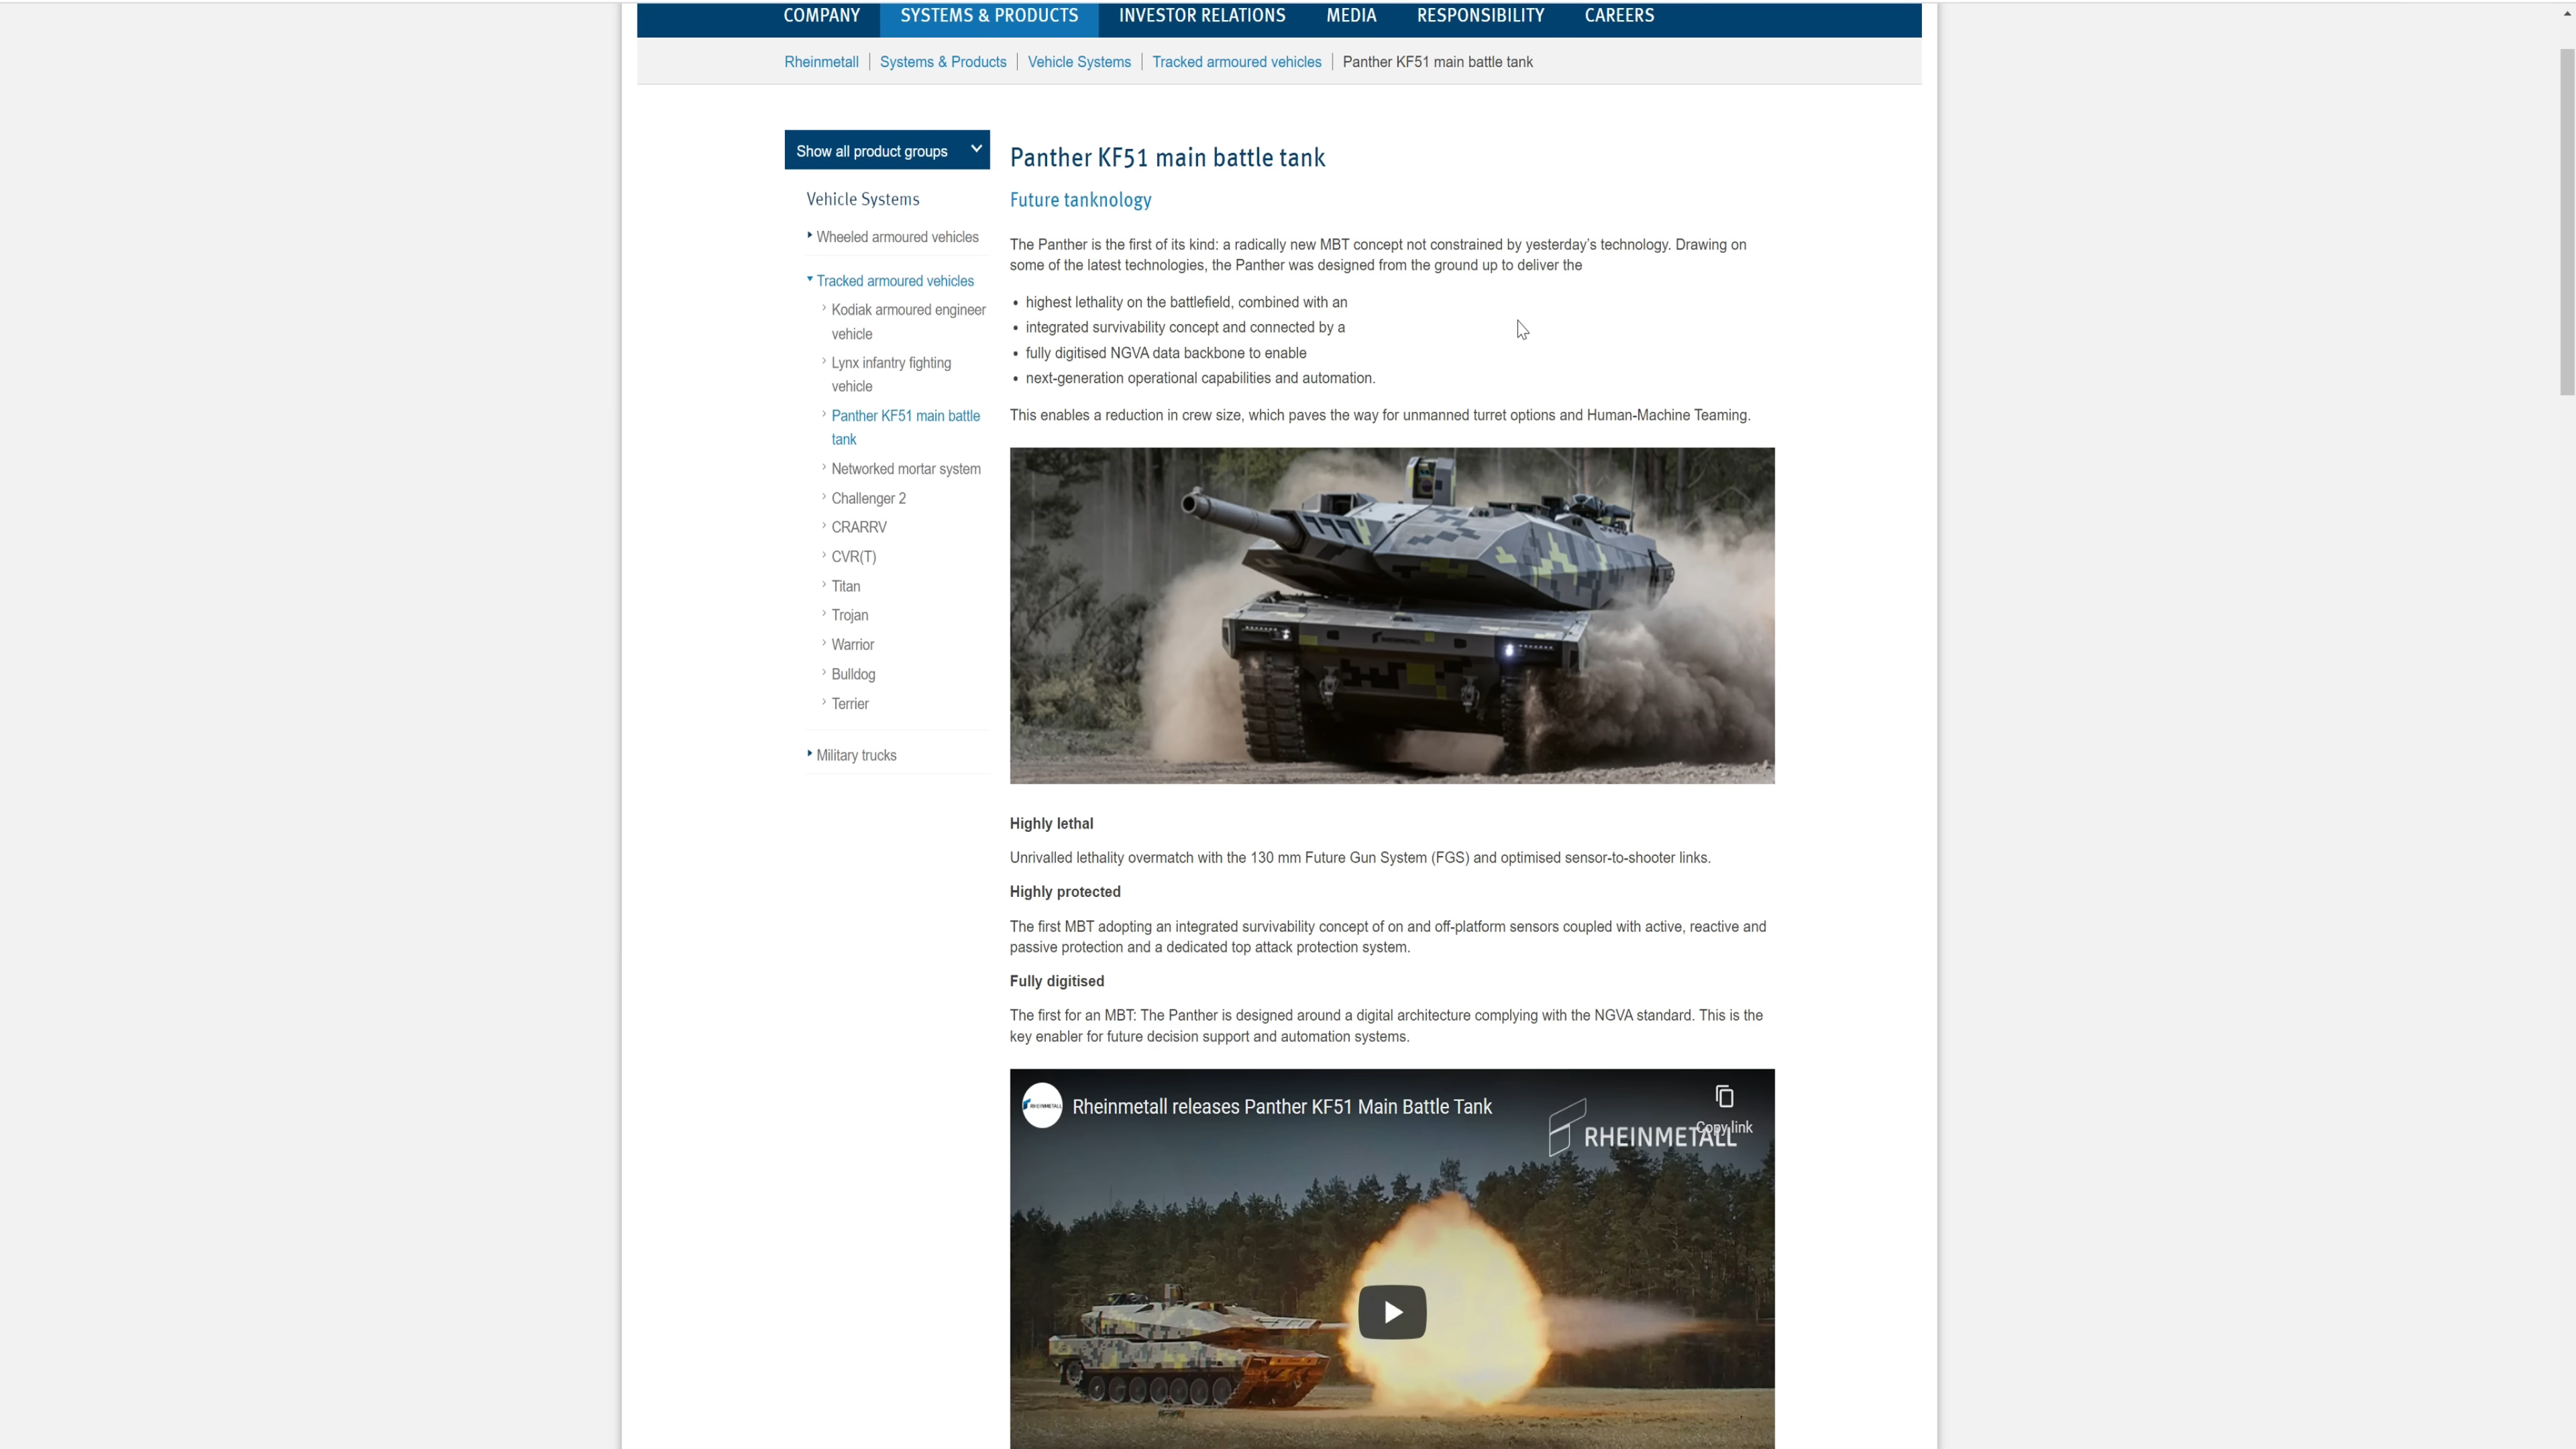 COMPANY SYSTEMS & PRODUCTS INVESTOR RELATIONS MEDIA RESPONSIBILITY CAREERS
Rheinmetall | Systems & Products | Vehicle Systems | Tracked armoured vehicles | Panther KF51 main battle tank
Show all product groups
Vehicle Systems
Wheeled armoured vehicles
Tracked armoured vehicles
Kodiak armoured engineer
vehicle
Lynx infantry fighting
vehicle
Panther KF51 main battle
tank
Networked mortar system
Challenger 2
CRARRV
CVR(T)
Titan
Trojan
Warrior
Bulldog
Terrier
Military trucks
Panther KF51 main battle tank
Future tanknology
The Panther is the first of its kind: a radically new MBT concept not constrained by yesterday's technology. Drawing on
some of the latest technologies, the Panther was designed from the ground up to deliver the
• highest lethality on the battlefield, combined with an
• integrated survivability concept and connected by a
• fully digitised NGVA data backbone to enable
• next-generation operational capabilities and automation.
This enables a reduction in crew size, which paves the way for unmanned turret options and Human-Machine Teaming.
Highly lethal
Unrivalled lethality overmatch with the 130 mm Future Gun System (FGS) and optimised sensor-to-shooter links.
Highly protected
The first MBT adopting an integrated survivability concept of on and off-platform sensors coupled with active, reactive and
passive protection and a dedicated top attack protection system.
Fully digitised
The first for an MBT: The Panther is designed around a digital architecture complying with the NGVA standard. This is the
key enabler for future decision support and automation systems.
RHEINMETALL
Rheinmetall releases Panther KF51 Main Battle Tank
Copy link
RHEINMETALL